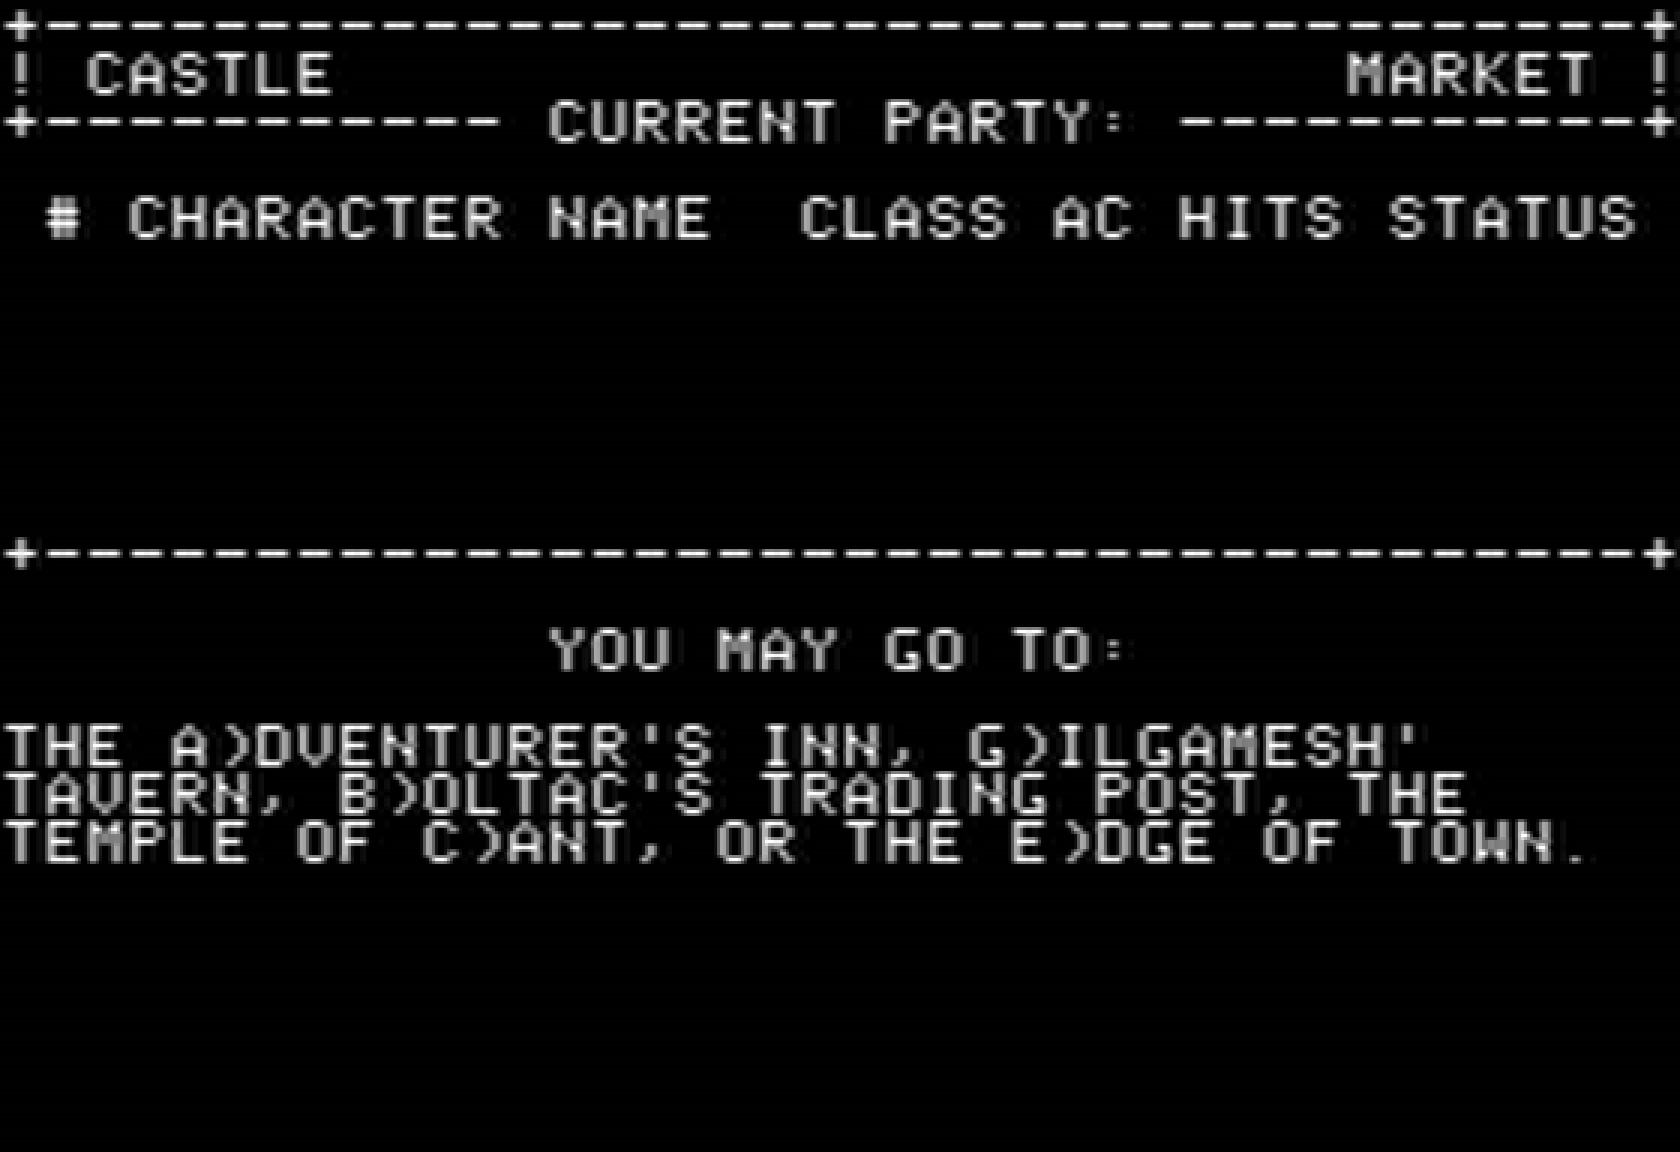 +--------------------------------------+
! CASTLE                        MARKET !
+----------- CURRENT PARTY: -----------+
# CHARACTER NAME  CLASS AC HITS STATUS
+--------------------------------------+
YOU MAY GO TO:
THE A)DVENTURER'S INN, G)ILGAMESH'
TAVERN, B)OLTAC'S TRADING POST, THE
TEMPLE OF C)ANT, OR THE E)DGE OF TOWN.